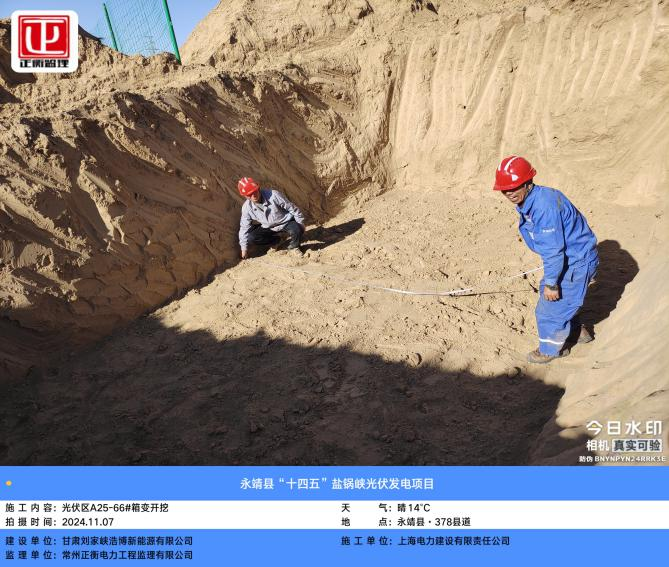 正衡监理
今日水印
相机 真实可验
防伪 BNYNPYN24RRK3E
永靖县“十四五”盐锅峡光伏发电项目
施工内容：光伏区A25-66#箱变开挖
天气：晴14℃
拍摄时间：2024.11.07
地点：永靖县·378县道
建设单位：甘肃刘家峡浩博新能源有限公司
施工单位：上海电力建设有限责任公司
监理单位：常州正衡电力工程监理有限公司